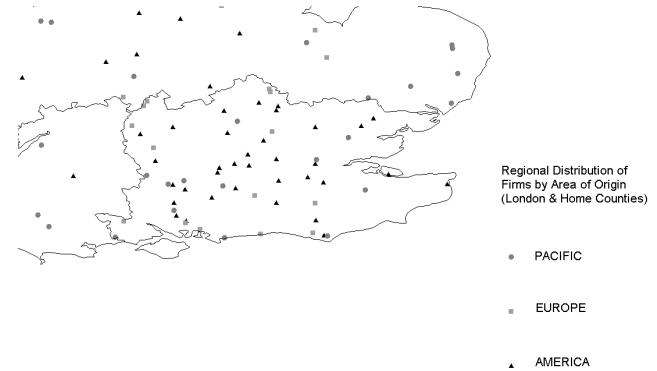 Regional Distribution of
Firms by Area of Origin
(London & Home Counties)
PACIFIC
EUROPE
AMERICA